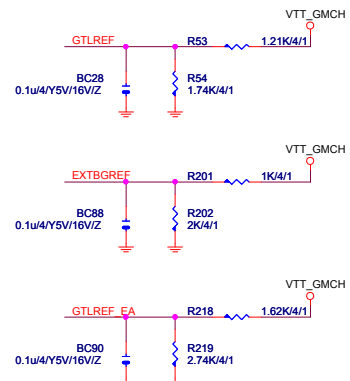 VTT_GMCH
GTLREF R53 1.21K/4/1
BC28 R54
0.1u/4/Y5V/16V/Z 1.74K/4/1
VTT_GMCH
EXTBGREF R201 1K/4/1
BC88 R202
0.1u/4/Y5V/16V/Z 2K/4/1
VTT_GMCH
GTLREF_EA R218 1.62K/4/1
BC90 R219
0.1u/4/Y5V/16V/Z 2.74K/4/1